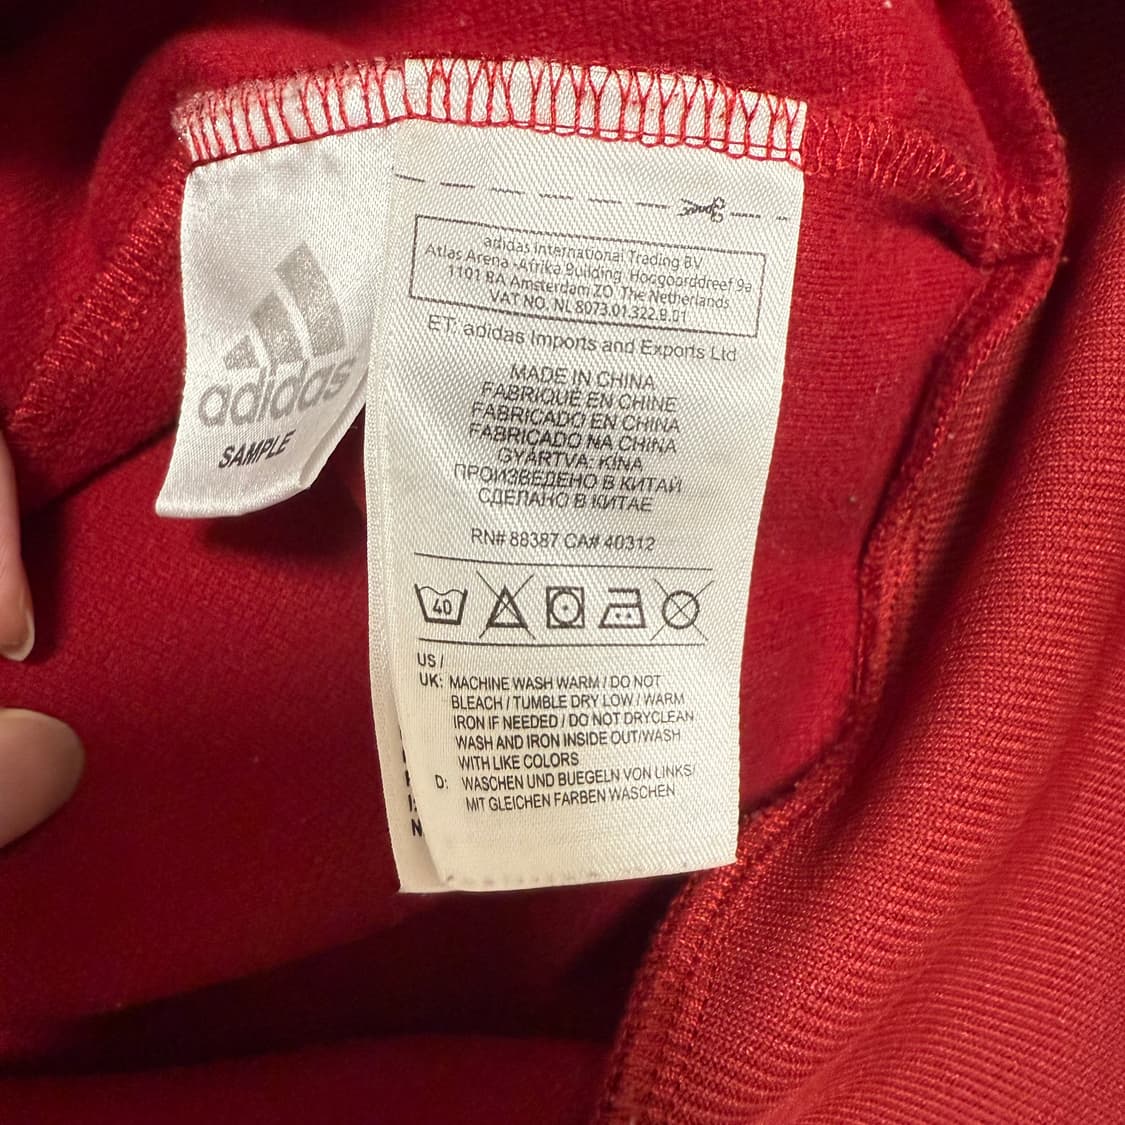 adidas
SAMPLE
adidas International Trading BV
Atlas Arena - Afrika Building Hoogoorddreef 9a
1101 BA Amsterdam ZO The Netherlands
VAT NO. NL 8073.01.322.B.01
ET: adidas Imports and Exports Ltd
MADE IN CHINA
FABRIQUÉ EN CHINE
FABRICADO EN CHINA
FABRICADO NA CHINA
GYÁRTVA: KÍNA
ПРОИЗВЕДЕНО В КИТАЙ
СДЕЛАНО В КИТАЕ
RN# 88387 CA# 40312
40
US /
UK: MACHINE WASH WARM / DO NOT
BLEACH / TUMBLE DRY LOW / WARM
IRON IF NEEDED / DO NOT DRYCLEAN
WASH AND IRON INSIDE OUT/WASH
WITH LIKE COLORS
D: WASCHEN UND BUEGELN VON LINKS/
MIT GLEICHEN FARBEN WASCHEN